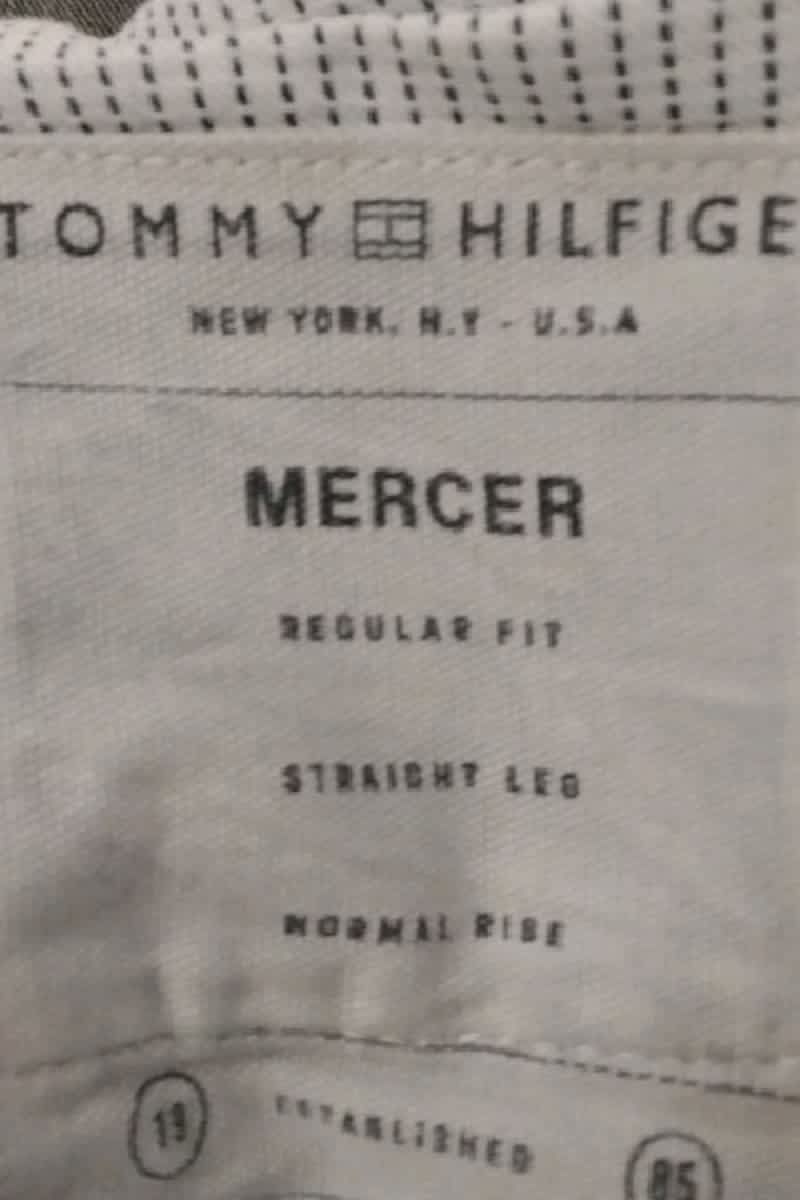 TOMMY HILFIGE
NEW YORK, N.Y - U.S.A
MERCER
REGULAR FIT
STRAIGHT LEG
NORMAL RISE
19 ESTABLISHED 85